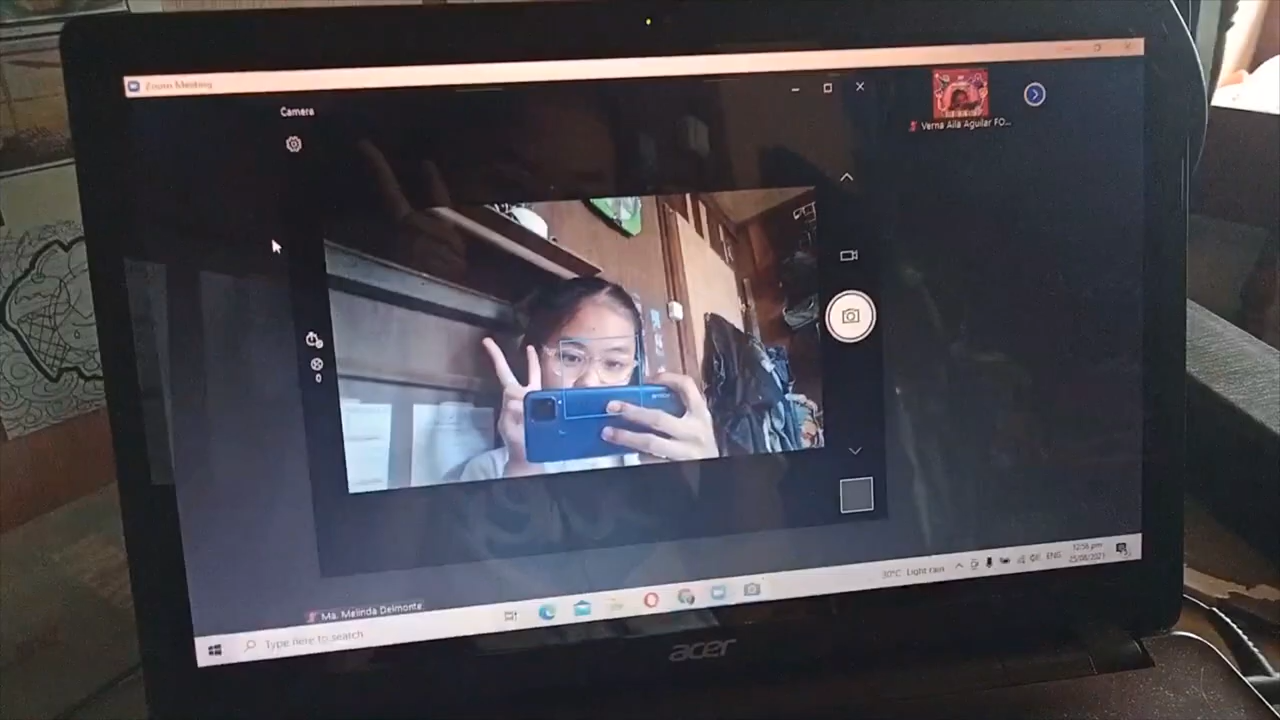 Zoom Meeting
Camera
Verna Aila Aguilar FO...
0
Ma. Melinda Delmonte
30°C Light rain
ENG
12:56 pm
25/08/2021
Type here to search
acer